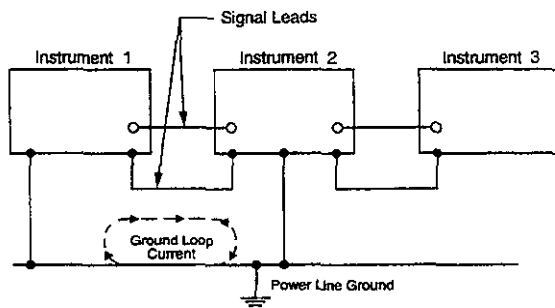 Signal Leads
Instrument 1
Instrument 2
Instrument 3
Ground Loop
Current
Power Line Ground